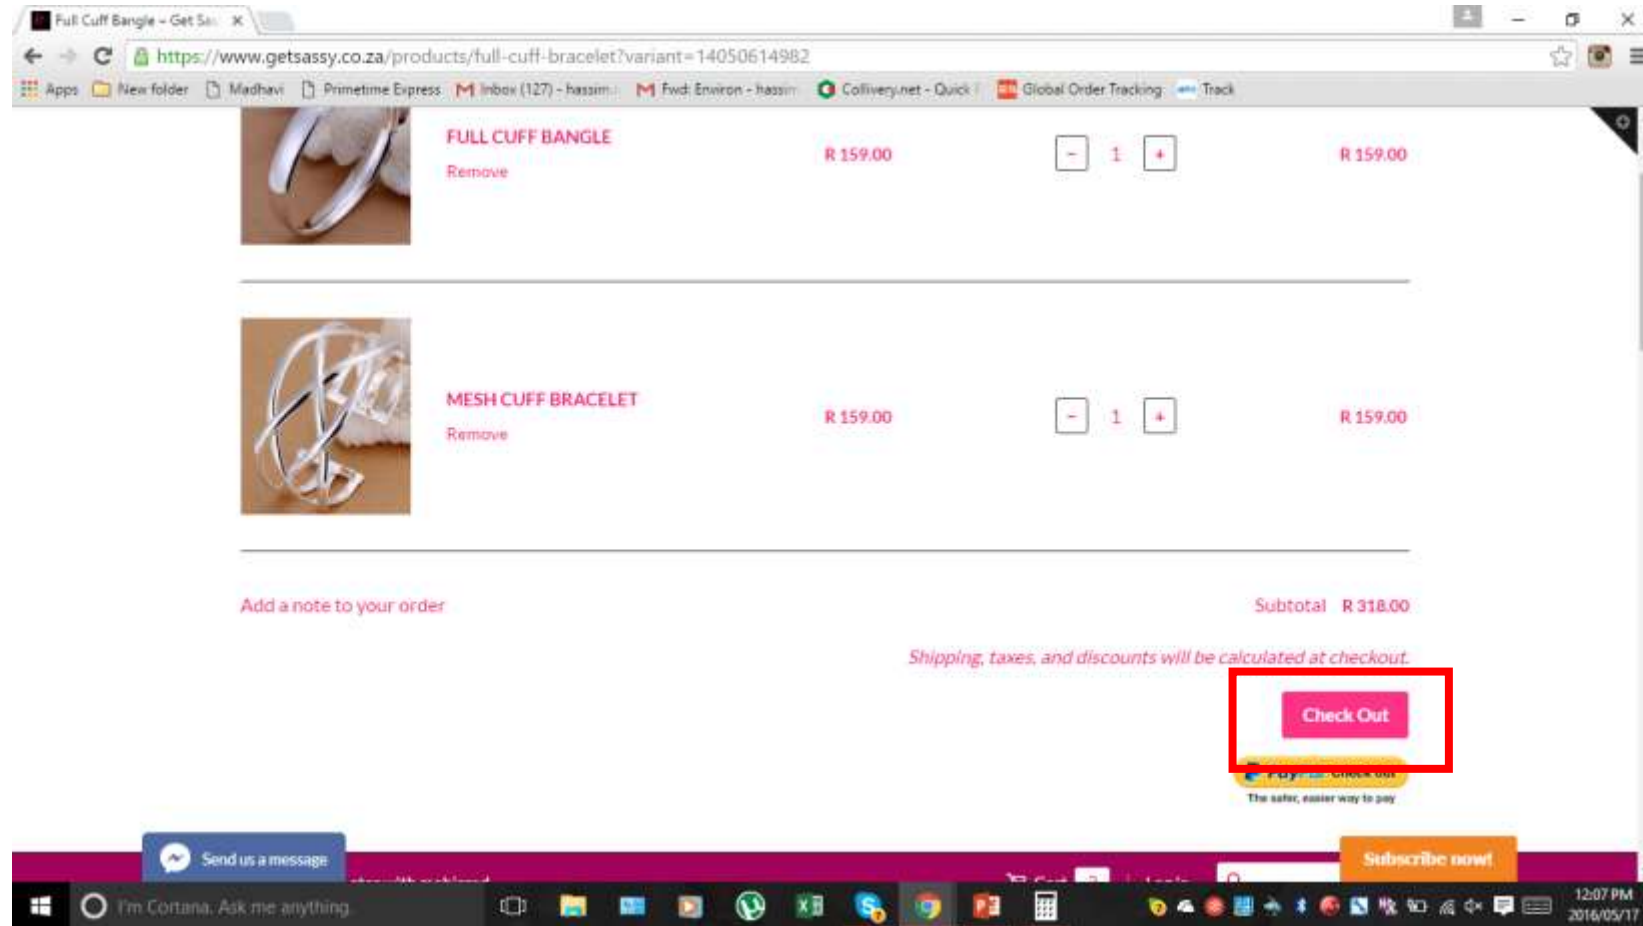 Full Cuff Bangle – Get Sas
https://www.getsassy.co.za/products/full-cuff-bracelet?variant=14050614982
Apps New folder Madhavi Primetime Express Inbox (127) - hassim Fwd: Environ - hassim Collivery.net - Quick Global Order Tracking Track
FULL CUFF BANGLE
R 159.00 - 1 + R 159.00
Remove
MESH CUFF BRACELET
R 159.00 - 1 + R 159.00
Remove
Add a note to your order Subtotal R 318.00
Shipping, taxes, and discounts will be calculated at checkout.
Check Out
Check out
The safer, easier way to pay
Send us a message
Subscribe now!
I'm Cortana. Ask me anything.
12:07 PM
2016/05/17